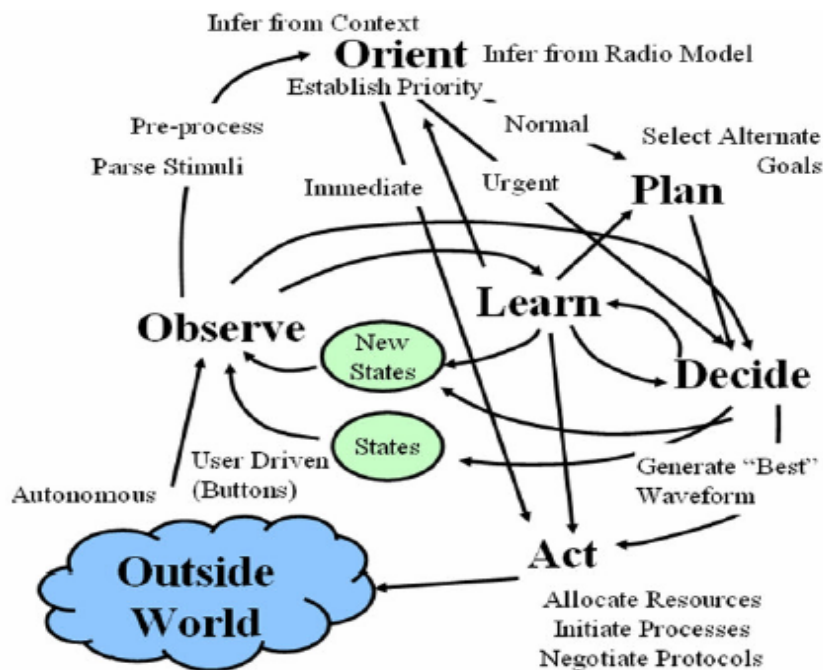 Infer from Context
Orient
Infer from Radio Model
Establish Priority
Pre-process
Normal
Select Alternate
Goals
Parse Stimuli
Immediate
Urgent
Plan
Observe
Learn
New
States
Decide
States
User Driven
(Buttons)
Autonomous
Generate “Best”
Waveform
Outside
World
Act
Allocate Resources
Initiate Processes
Negotiate Protocols